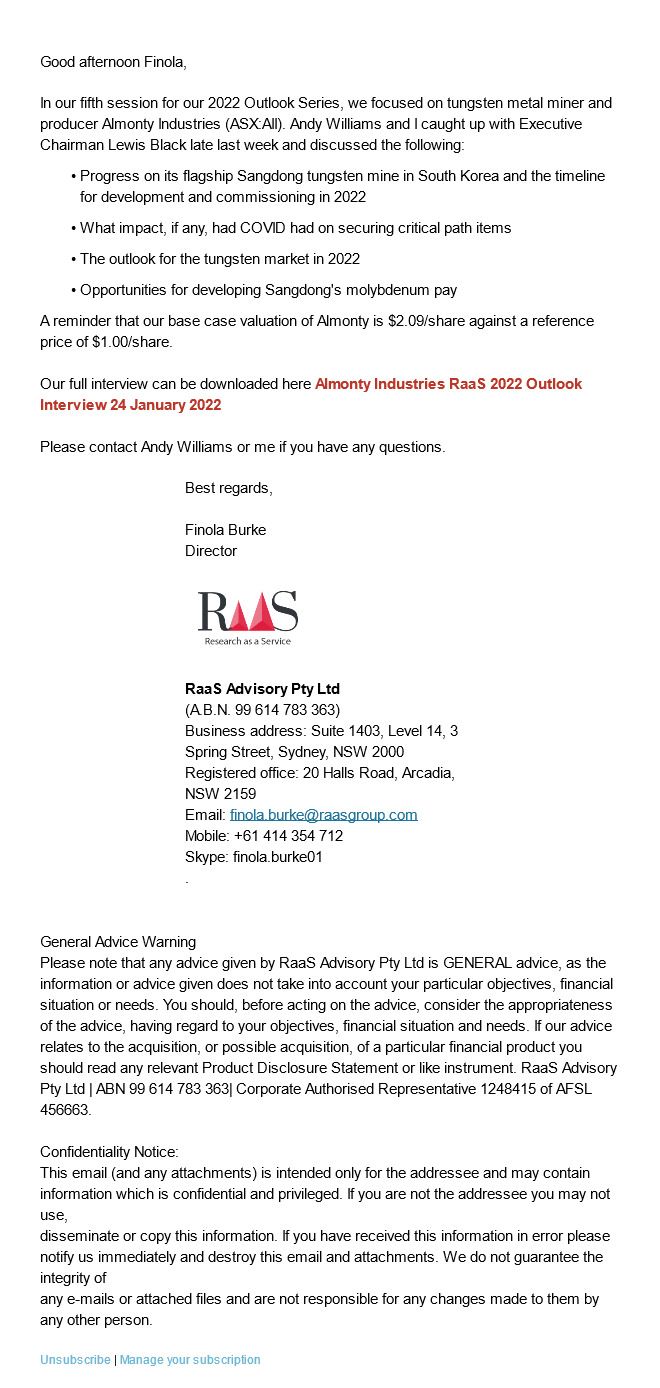 Good afternoon Finola,
In our fifth session for our 2022 Outlook Series, we focused on tungsten metal miner and
producer Almonty Industries (ASX:AII). Andy Williams and I caught up with Executive
Chairman Lewis Black late last week and discussed the following:
• Progress on its flagship Sangdong tungsten mine in South Korea and the timeline
for development and commissioning in 2022
• What impact, if any, had COVID had on securing critical path items
• The outlook for the tungsten market in 2022
• Opportunities for developing Sangdong's molybdenum pay
A reminder that our base case valuation of Almonty is $2.09/share against a reference
price of $1.00/share.
Our full interview can be downloaded here Almonty Industries RaaS 2022 Outlook
Interview 24 January 2022
Please contact Andy Williams or me if you have any questions.
Best regards,
Finola Burke
Director
RAAS
Research as a Service
RaaS Advisory Pty Ltd
(A.B.N. 99 614 783 363)
Business address: Suite 1403, Level 14, 3
Spring Street, Sydney, NSW 2000
Registered office: 20 Halls Road, Arcadia,
NSW 2159
Email: finola.burke@raasgroup.com
Mobile: +61 414 354 712
Skype: finola.burke01
.
General Advice Warning
Please note that any advice given by RaaS Advisory Pty Ltd is GENERAL advice, as the
information or advice given does not take into account your particular objectives, financial
situation or needs. You should, before acting on the advice, consider the appropriateness
of the advice, having regard to your objectives, financial situation and needs. If our advice
relates to the acquisition, or possible acquisition, of a particular financial product you
should read any relevant Product Disclosure Statement or like instrument. RaaS Advisory
Pty Ltd | ABN 99 614 783 363| Corporate Authorised Representative 1248415 of AFSL
456663.
Confidentiality Notice:
This email (and any attachments) is intended only for the addressee and may contain
information which is confidential and privileged. If you are not the addressee you may not
use,
disseminate or copy this information. If you have received this information in error please
notify us immediately and destroy this email and attachments. We do not guarantee the
integrity of
any e-mails or attached files and are not responsible for any changes made to them by
any other person.
Unsubscribe | Manage your subscription